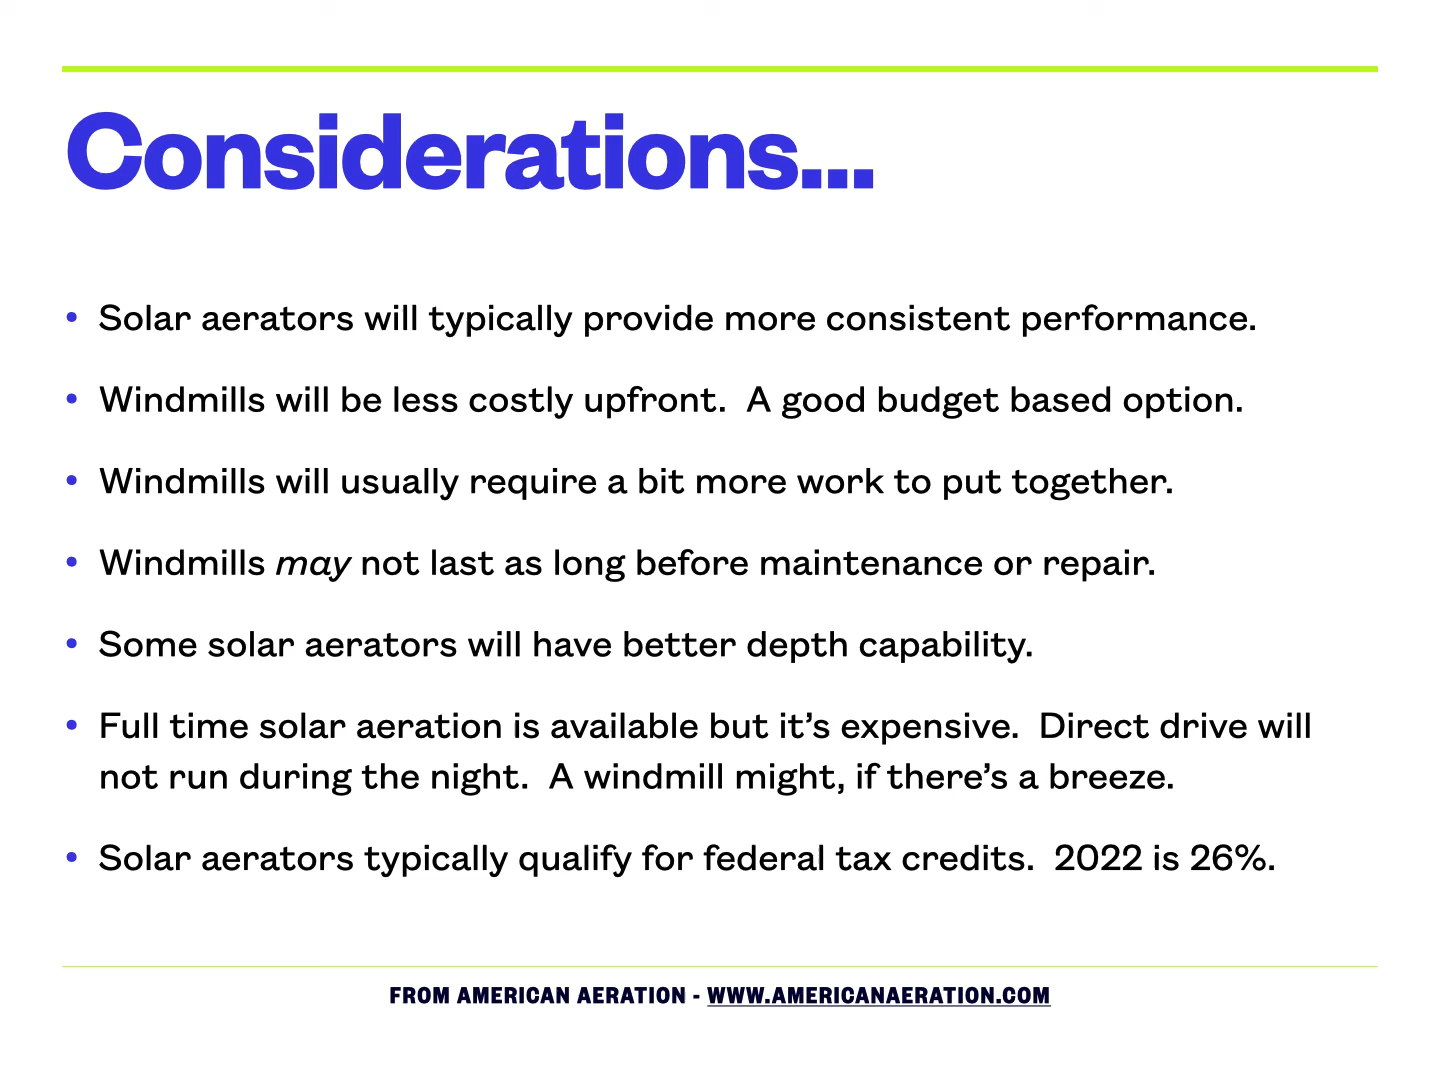 Considerations...
• Solar aerators will typically provide more consistent performance.
• Windmills will be less costly upfront.  A good budget based option.
• Windmills will usually require a bit more work to put together.
• Windmills may not last as long before maintenance or repair.
• Some solar aerators will have better depth capability.
• Full time solar aeration is available but it’s expensive.  Direct drive will
not run during the night.  A windmill might, if there’s a breeze.
• Solar aerators typically qualify for federal tax credits.  2022 is 26%.
FROM AMERICAN AERATION - WWW.AMERICANAERATION.COM